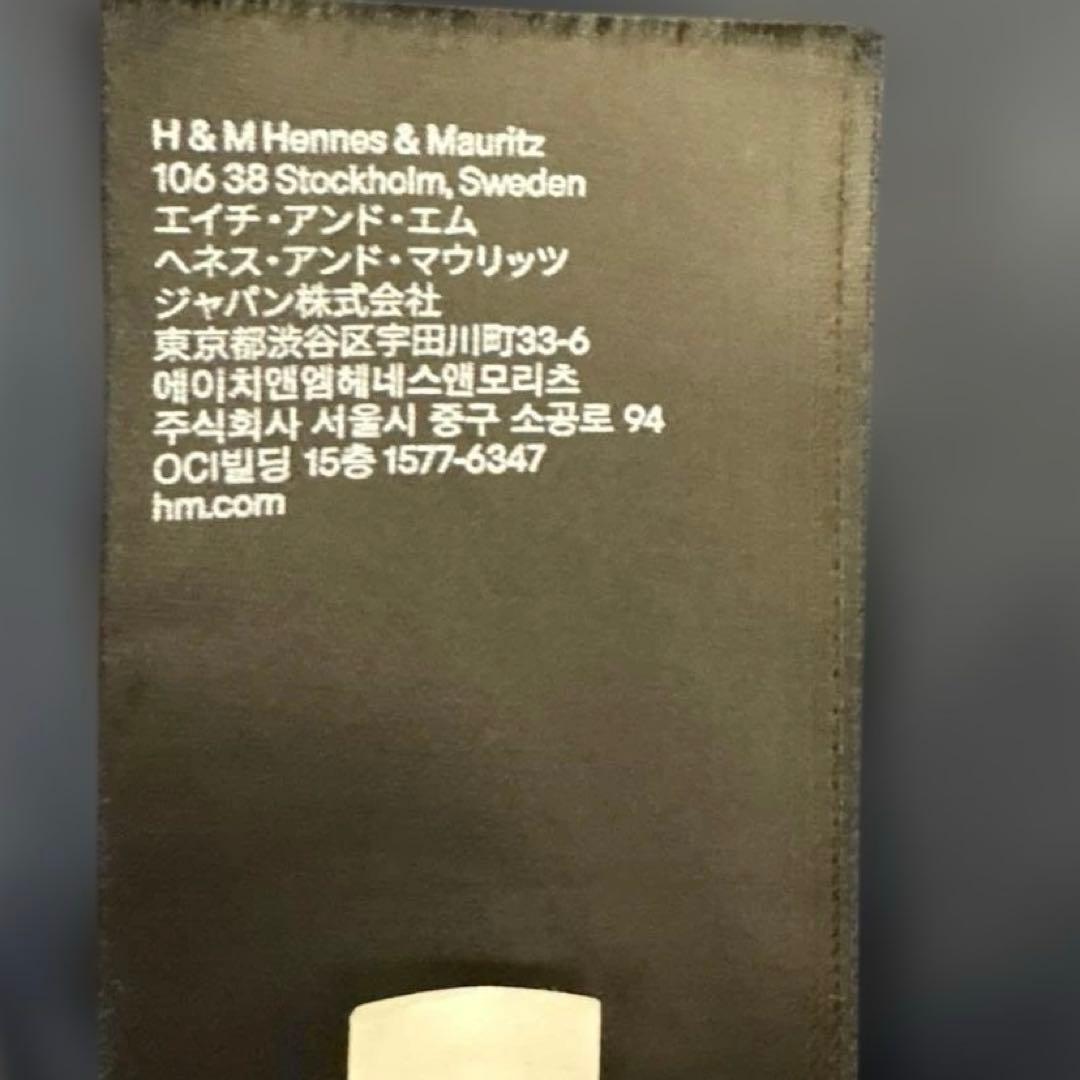 H & M Hennes & Mauritz
106 38 Stockholm, Sweden
エイチ・アンド・エム
ヘネス・アンド・マウリッツ
ジャパン株式会社
東京都渋谷区宇田川町33-6
에이치앤엠헤네스앤모리츠
주식회사 서울시 중구 소공로 94
OCI빌딩 15층 1577-6347
hm.com